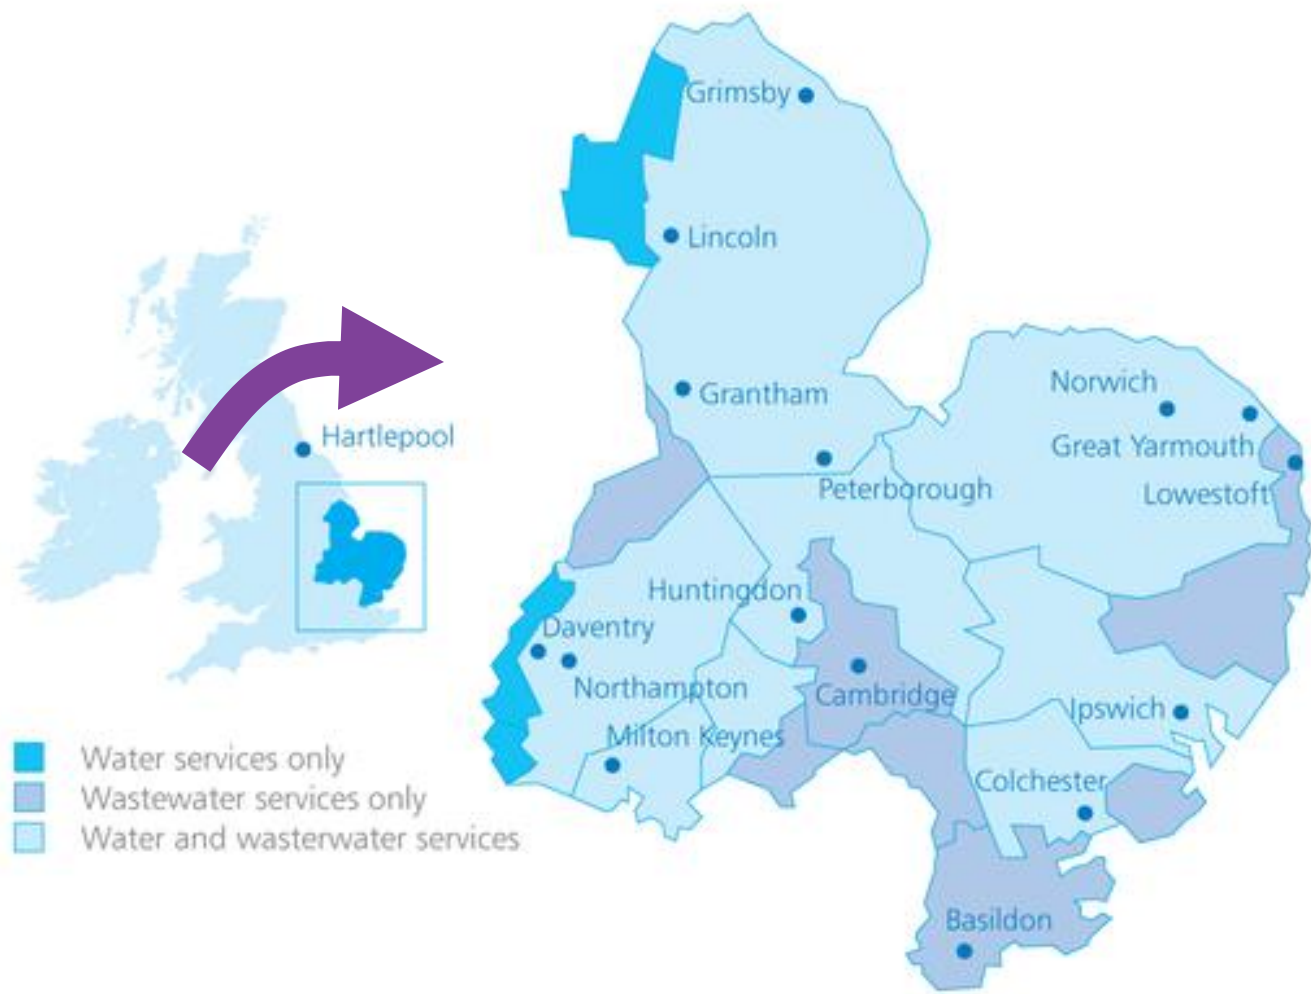 Grimsby
Lincoln
Grantham
Norwich
Great Yarmouth
Hartlepool
Peterborough
Lowestoft
Huntingdon
Daventry
Northampton
Cambridge
Ipswich
Milton Keynes
Colchester
Basildon
Water services only
Wastewater services only
Water and wasterwater services